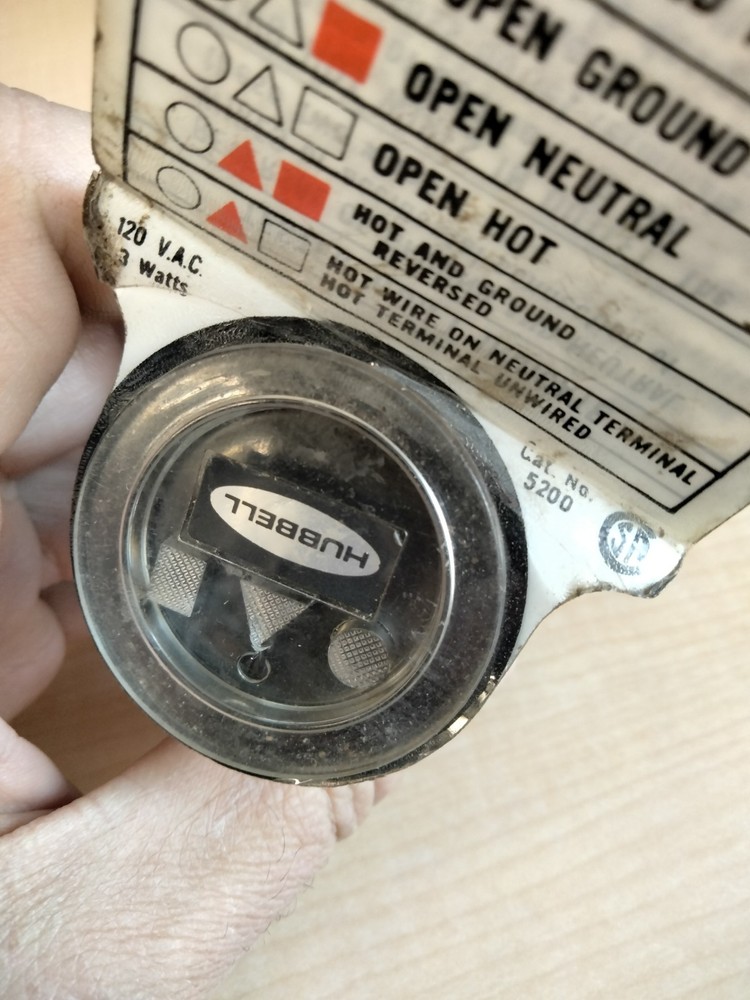 OPEN GROUND
OPEN NEUTRAL
OPEN HOT
HOT AND GROUND
REVERSED
HOT WIRE ON NEUTRAL TERMINAL
HOT TERMINAL UNWIRED
120 V.A.C.
3 Watts
Cat. No.
5200
HUBBELL